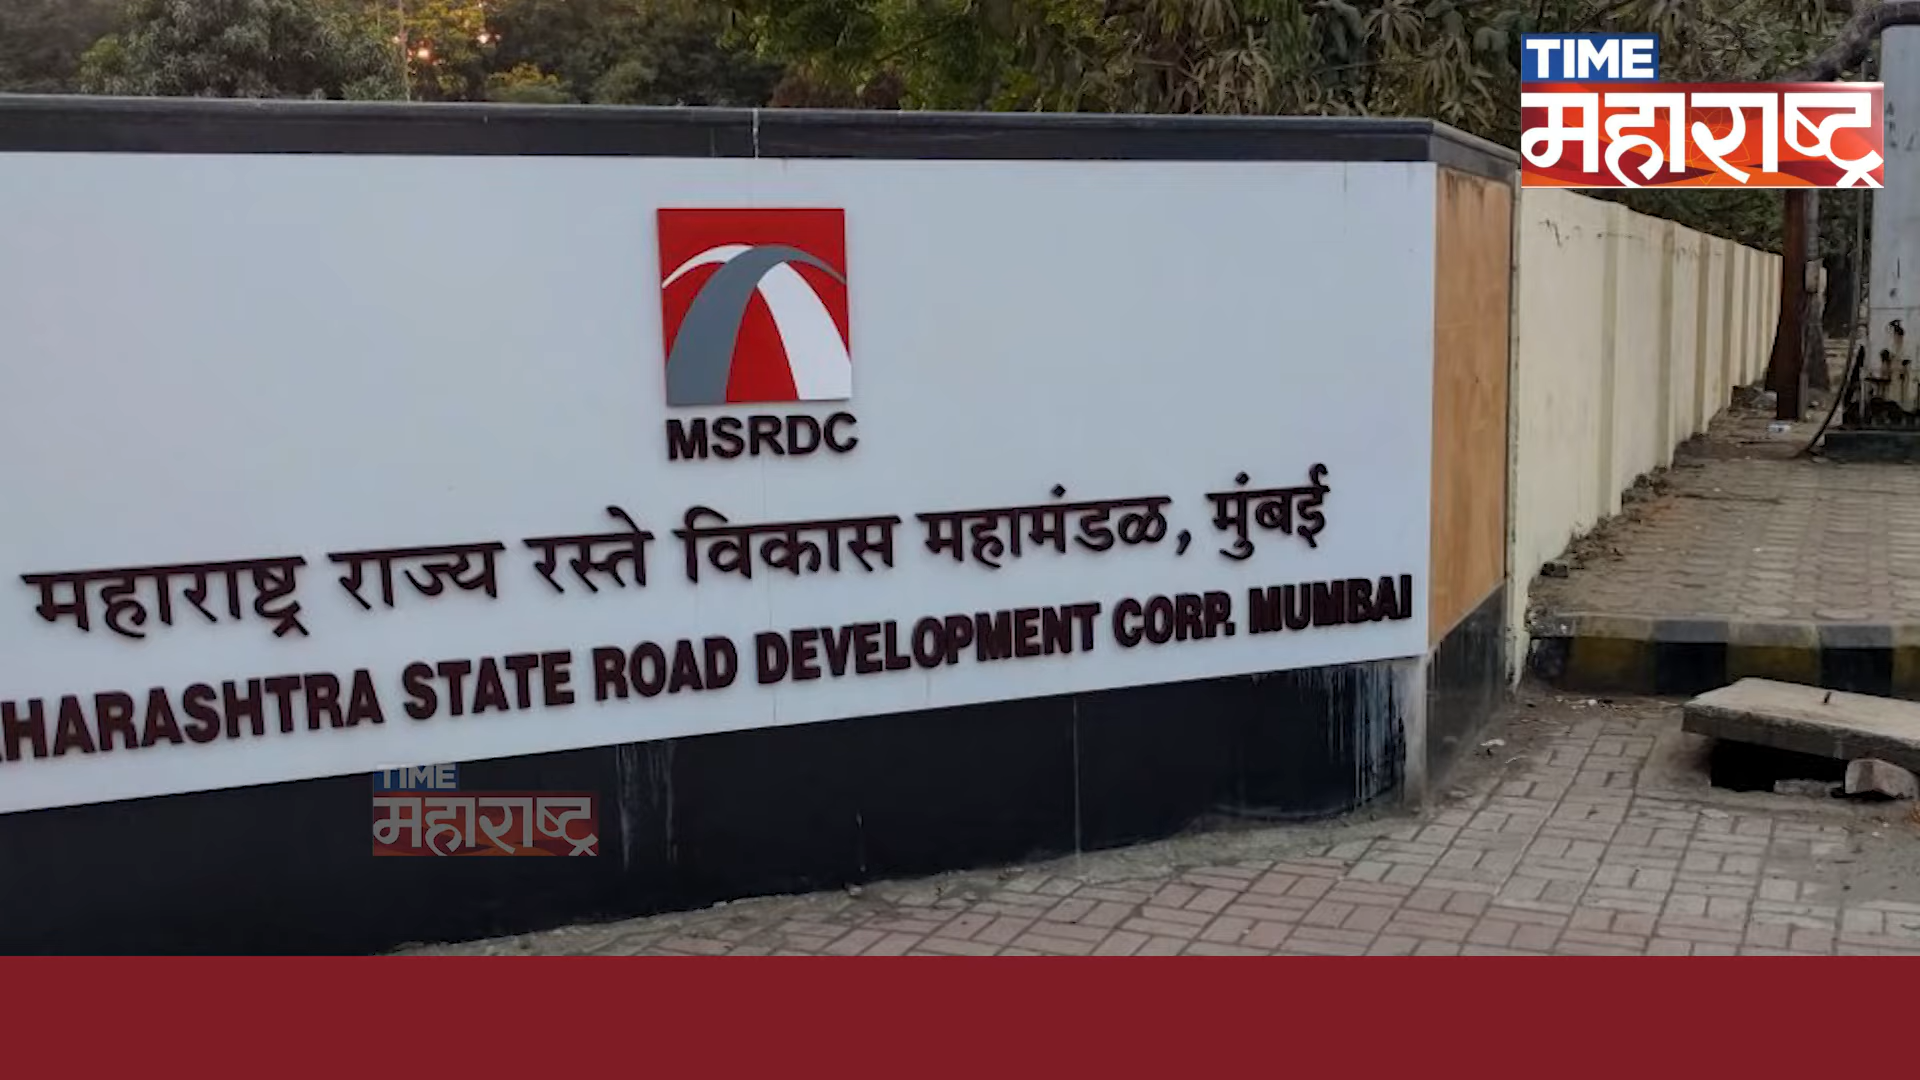 TIME
महाराष्ट्र
MSRDC
महाराष्ट्र राज्य रस्ते विकास महामंडळ, मुंबई
HARASHTRA STATE ROAD DEVELOPMENT CORP. MUMBAI
TIME
महाराष्ट्र